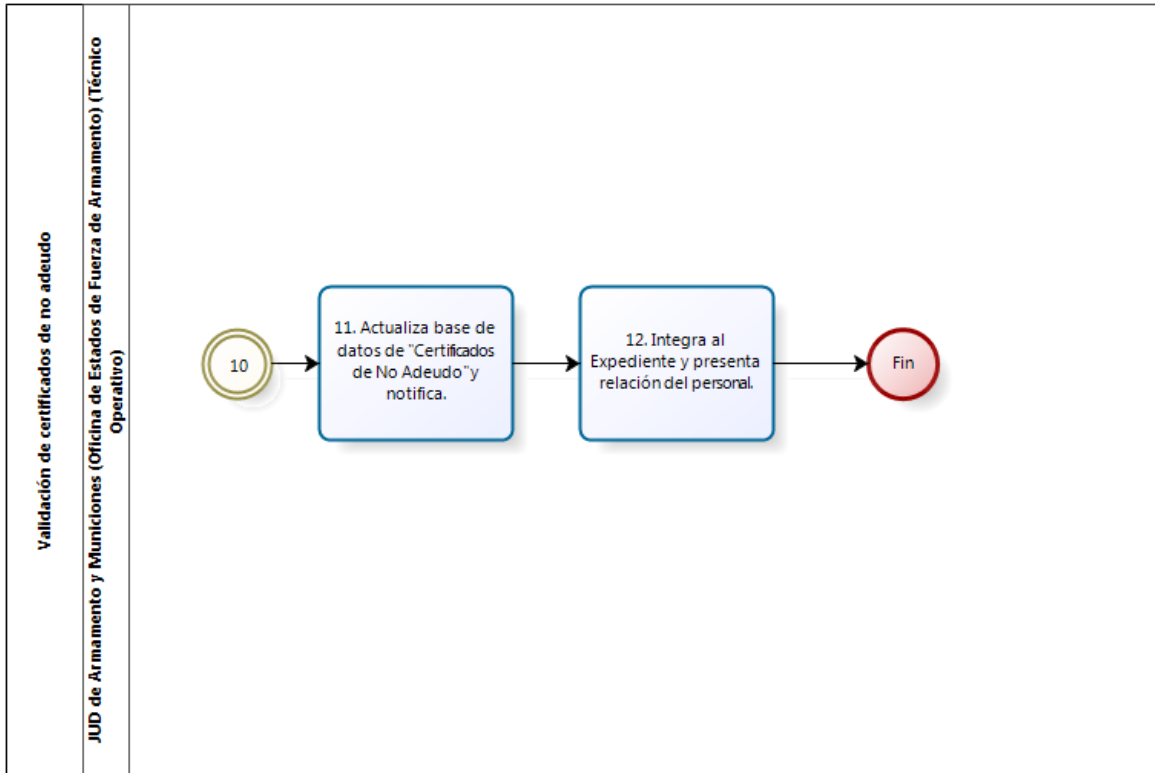 Validación de certificados de no adeudo
JUD de Armamento y Municiones (Oficina de Estados de Fuerza de Armamento) (Técnico
Operativo)
10
11. Actualiza base de
datos de "Certificados
de No Adeudo"y
notifica.
12. Integra al
Expediente y presenta
relación del personal.
Fin